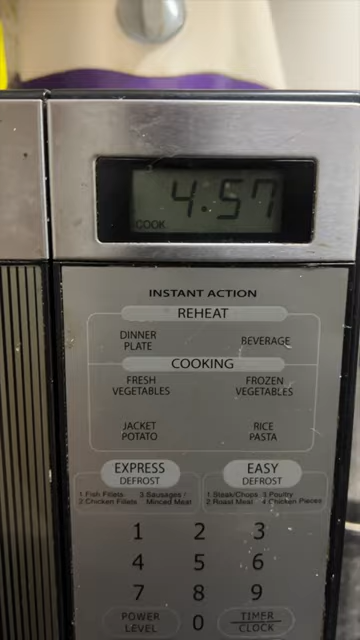 4.57
COOK
INSTANT ACTION
REHEAT
DINNER
PLATE
BEVERAGE
COOKING
FRESH
VEGETABLES
FROZEN
VEGETABLES
JACKET
POTATO
RICE
PASTA
EXPRESS
DEFROST
EASY
DEFROST
1.Fish Fillets 3.Sausages /
2.Chicken Fillets Minced Meat
1.Steak/Chops 3.Poultry
2.Roast Meat 4.Chicken Pieces
1 2 3
4 5 6
7 8 9
POWER
LEVEL
0
TIMER
CLOCK